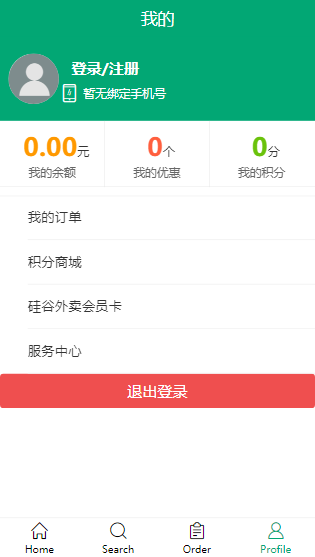 我的
登录/注册
暂无绑定手机号
0.00元 0个 0分
我的余额 我的优惠 我的积分
我的订单
积分商城
硅谷外卖会员卡
服务中心
退出登录
Home Search Order Profile